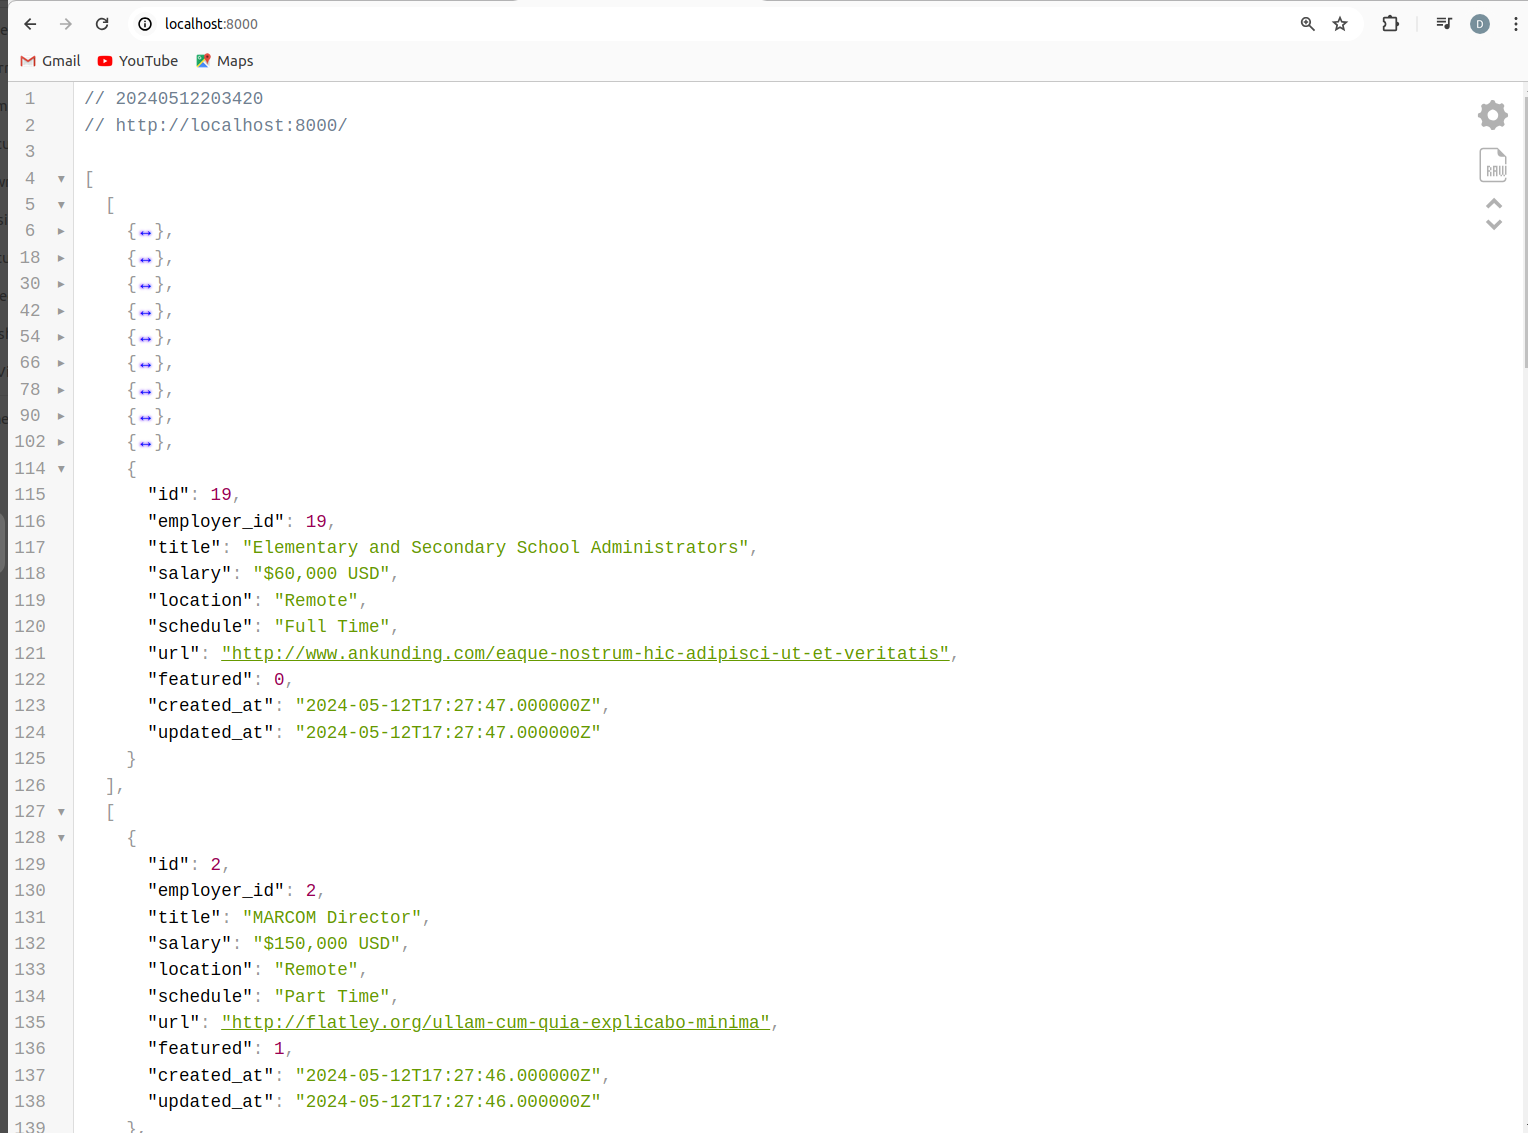 localhost:8000
D
Gmail YouTube Maps
1 // 20240512203420
2 // http://localhost:8000/
3
4 [
5 [
6 {↔},
18 {↔},
30 {↔},
42 {↔},
54 {↔},
66 {↔},
78 {↔},
90 {↔},
102 {↔},
114 {
115 "id": 19,
116 "employer_id": 19,
117 "title": "Elementary and Secondary School Administrators",
118 "salary": "$60,000 USD",
119 "location": "Remote",
120 "schedule": "Full Time",
121 "url": "http://www.ankunding.com/eaque-nostrum-hic-adipisci-ut-et-veritatis",
122 "featured": 0,
123 "created_at": "2024-05-12T17:27:47.000000Z",
124 "updated_at": "2024-05-12T17:27:47.000000Z"
125 }
126 ],
127 [
128 {
129 "id": 2,
130 "employer_id": 2,
131 "title": "MARCOM Director",
132 "salary": "$150,000 USD",
133 "location": "Remote",
134 "schedule": "Part Time",
135 "url": "http://flatley.org/ullam-cum-quia-explicabo-minima",
136 "featured": 1,
137 "created_at": "2024-05-12T17:27:46.000000Z",
138 "updated_at": "2024-05-12T17:27:46.000000Z"
139 },
RAW